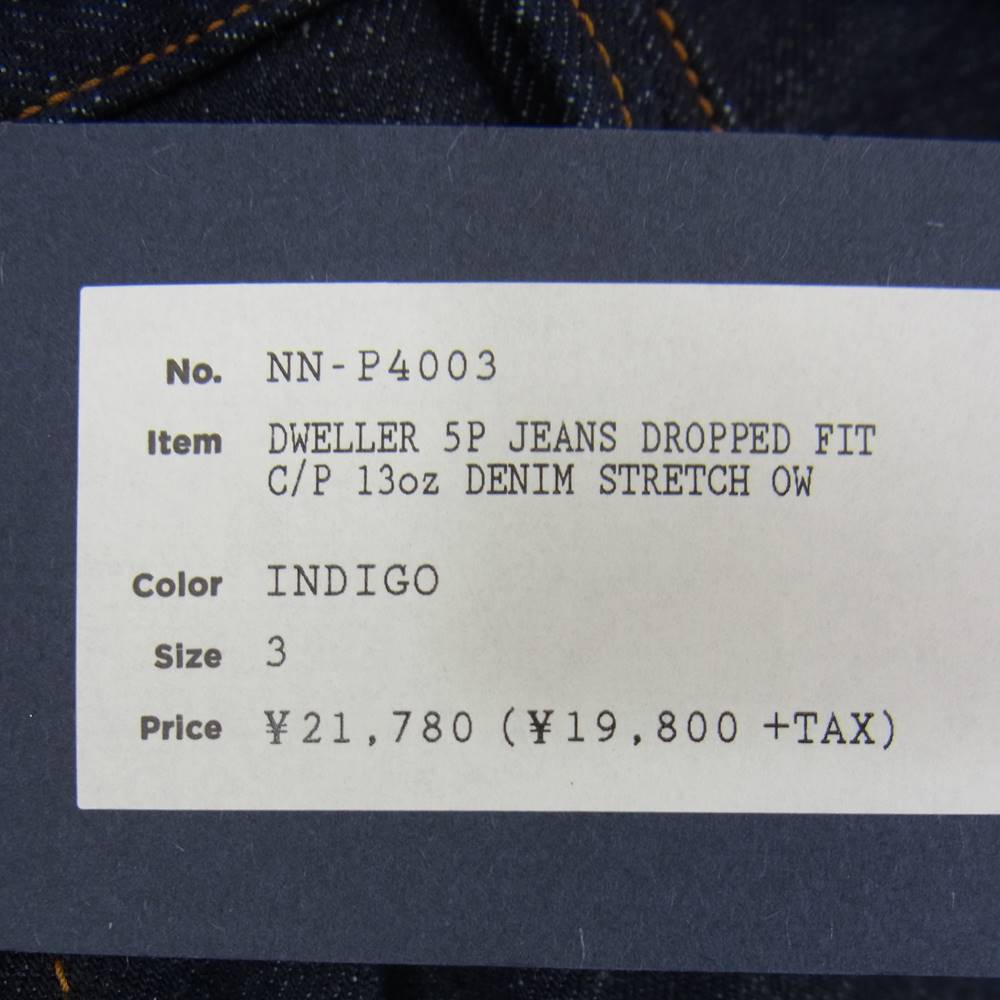 No. NN-P4003
Item DWELLER 5P JEANS DROPPED FIT
C/P 13oz DENIM STRETCH OW
Color INDIGO
Size 3
Price ¥21,780 (¥19,800 +TAX)